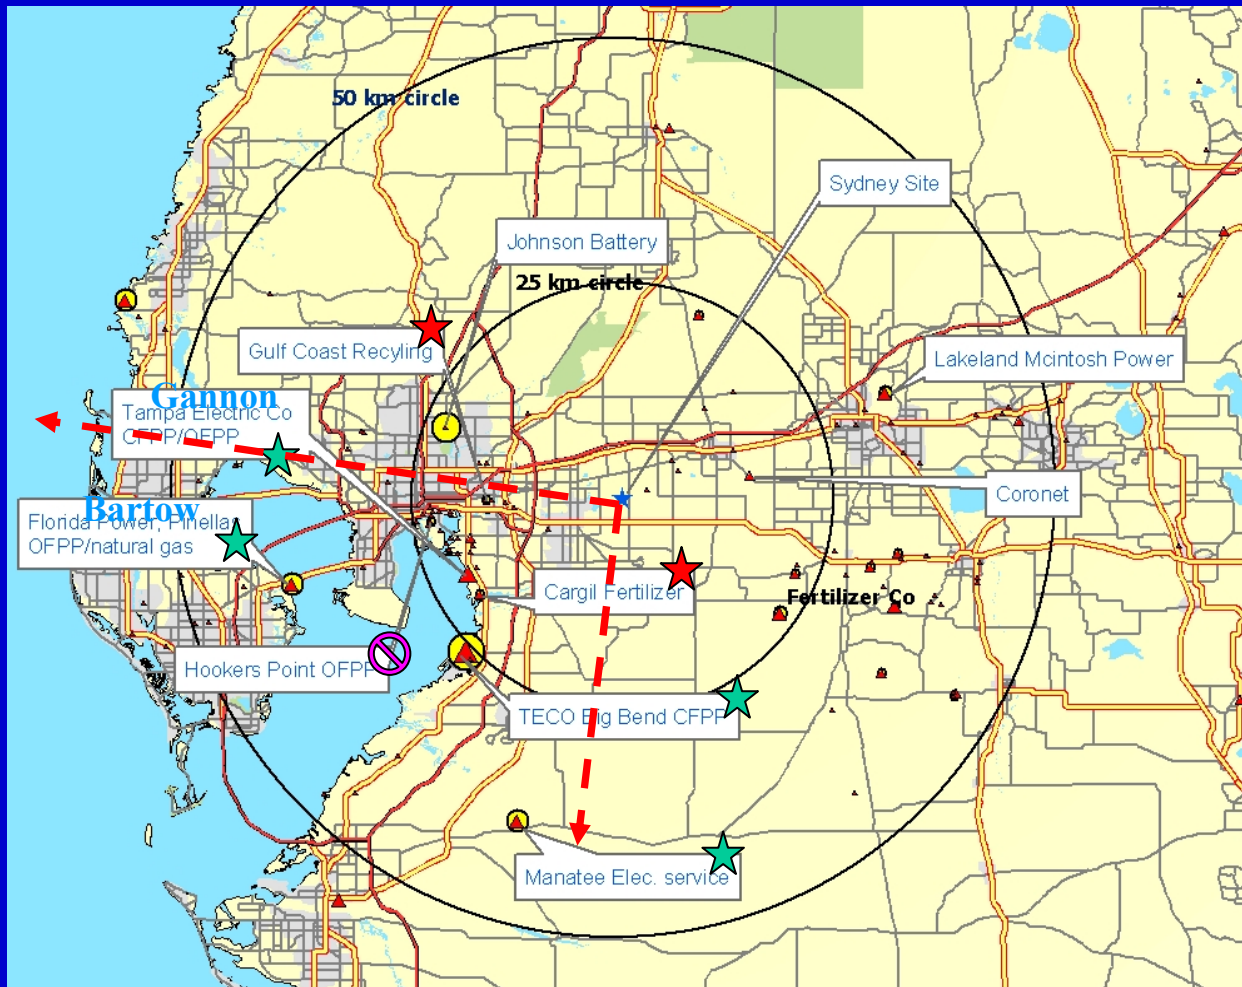 50 km circle
Sydney Site
Johnson Battery
25 km circle
Gulf Coast Recyling
Lakeland Mcintosh Power
Gannon
Tampa Electric Co
CFPP/OFPP
Coronet
Bartow
Florida Power, Pinellas
OFPP/natural gas
Cargil Fertilizer
Fertilizer Co
Hookers Point OFPP
TECO Big Bend CFPP
Manatee Elec. service